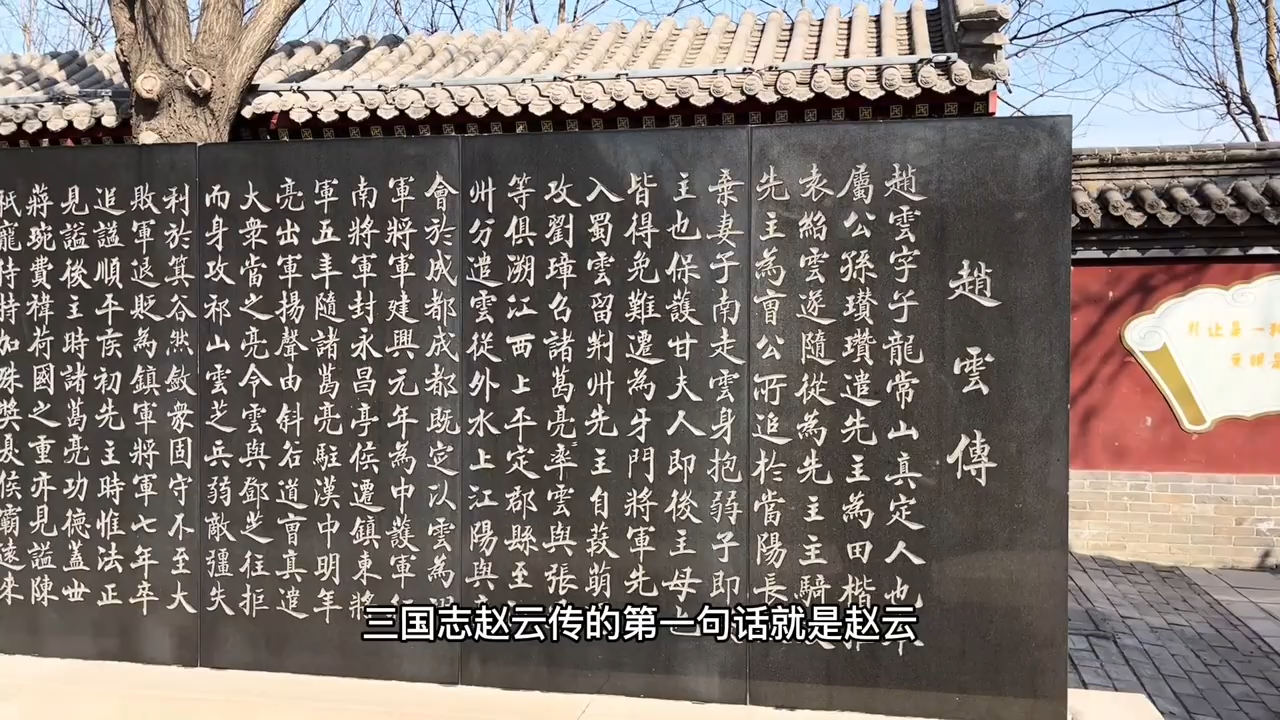 趙雲傳
趙雲字子龍常山真定人也本
屬公孫瓚瓚遣先主為田楷拒
袁紹雲遂隨從為先主主騎
先主為曺公所追於當陽長
棄妻子南走雲身抱弱子即
主也保護甘夫人即後主母也
皆得免難遷為牙門將軍先
入蜀雲留荆州先主自葭萌
攻劉璋召諸葛亮率雲與張
等俱溯江西上平定郡縣至
州分遣雲從外水上江陽與
會於成都成都既定以雲為翊
軍將軍建興元年為中護軍征
南將軍封永昌亭侯遷鎮東將
軍五年隨諸葛亮駐漢中明年
亮出軍揚聲由斜谷道曺真遣
大衆當之亮令雲與鄧芝往拒
而身攻祁山雲芝兵弱敵彊失
利於箕谷然斂衆固守不至大
敗軍退貶為鎮軍將軍七年卒
追謚順平侯初先主時惟法正
見謚後主時諸葛亮功德蓋世
蔣琬費禕荷國之重亦見謚陳
祇寵待特加殊獎夏侯霸遠來
三国志赵云传的第一句话就是赵云